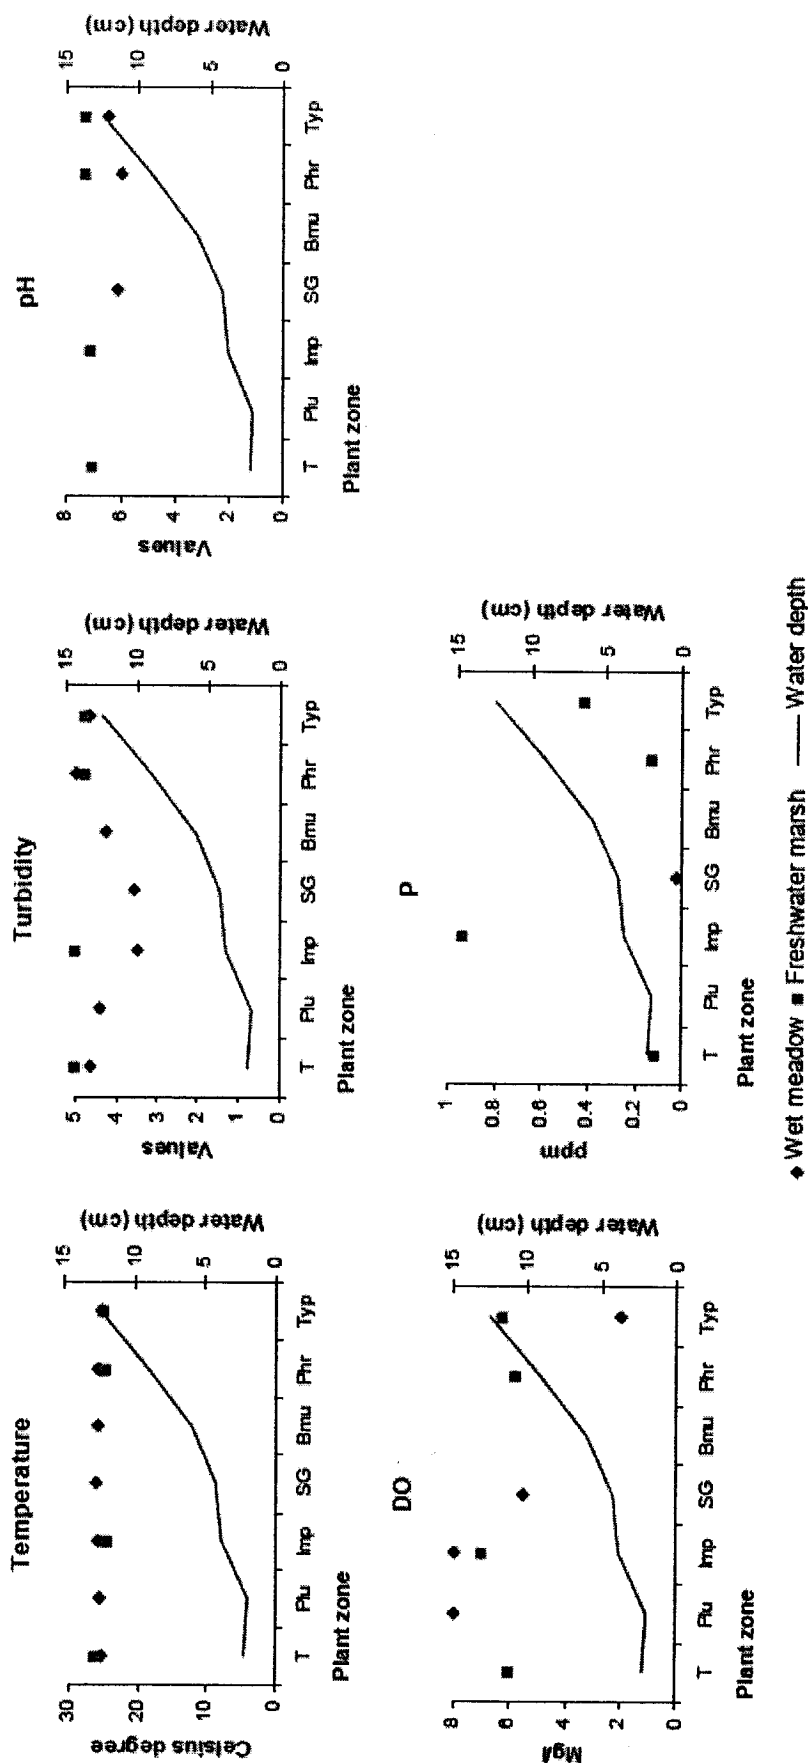 Temperature
Celsius degree
30
20
10
0
15
10
5
0
Water depth (cm)
T Plu Imp SG Bmu Phr Typ
Plant zone
Turbidity
Values
5
4
3
2
1
0
15
10
5
0
Water depth (cm)
T Plu Imp SG Bmu Phr Typ
Plant zone
pH
Values
8
6
4
2
0
15
10
5
0
Water depth (cm)
T Plu Imp SG Bmu Phr Typ
Plant zone
DO
Mg/l
8
6
4
2
0
15
10
5
0
Water depth (cm)
T Plu Imp SG Bmu Phr Typ
Plant zone
P
ppm
1
0.8
0.6
0.4
0.2
0
15
10
5
0
Water depth (cm)
T Plu Imp SG Bmu Phr Typ
Plant zone
Wet meadow Freshwater marsh Water depth